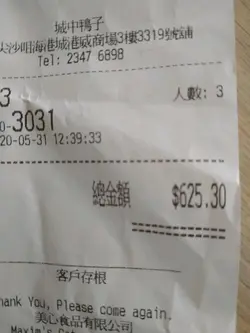 城中鴨子
尖沙咀海港城港威商場3樓3319號舖
Tel: 2347 6898
3 人數: 3
0-3031
20-05-31 12:39:33
總金額 $625.30
客戶存根
hank You, Please come again.
美心食品有限公司
Maxim's